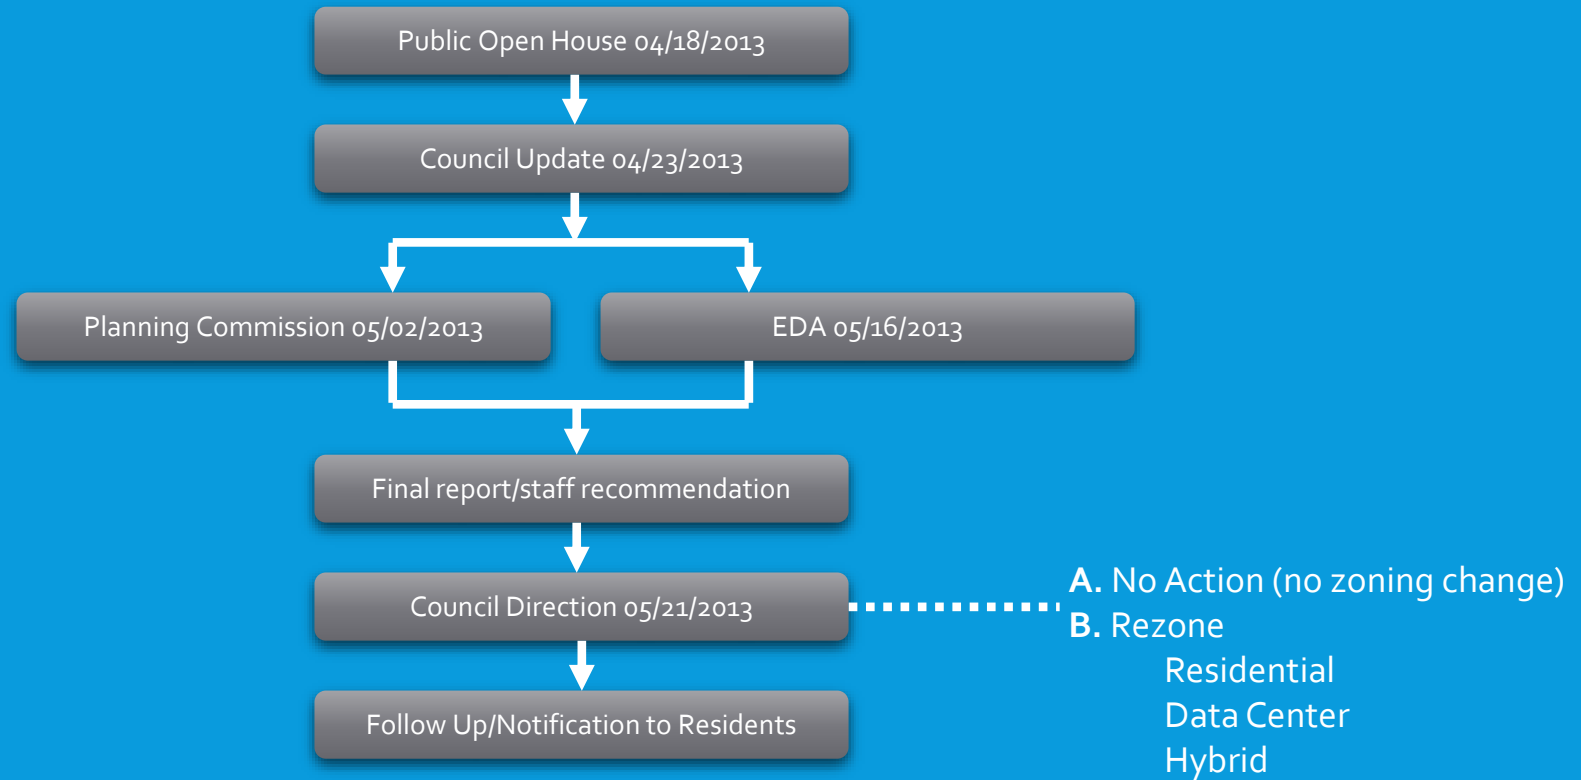 Public Open House 04/18/2013
Council Update 04/23/2013
Planning Commission 05/02/2013
EDA 05/16/2013
Final report/staff recommendation
Council Direction 05/21/2013
A. No Action (no zoning change)
B. Rezone
Residential
Data Center
Hybrid
Follow Up/Notification to Residents